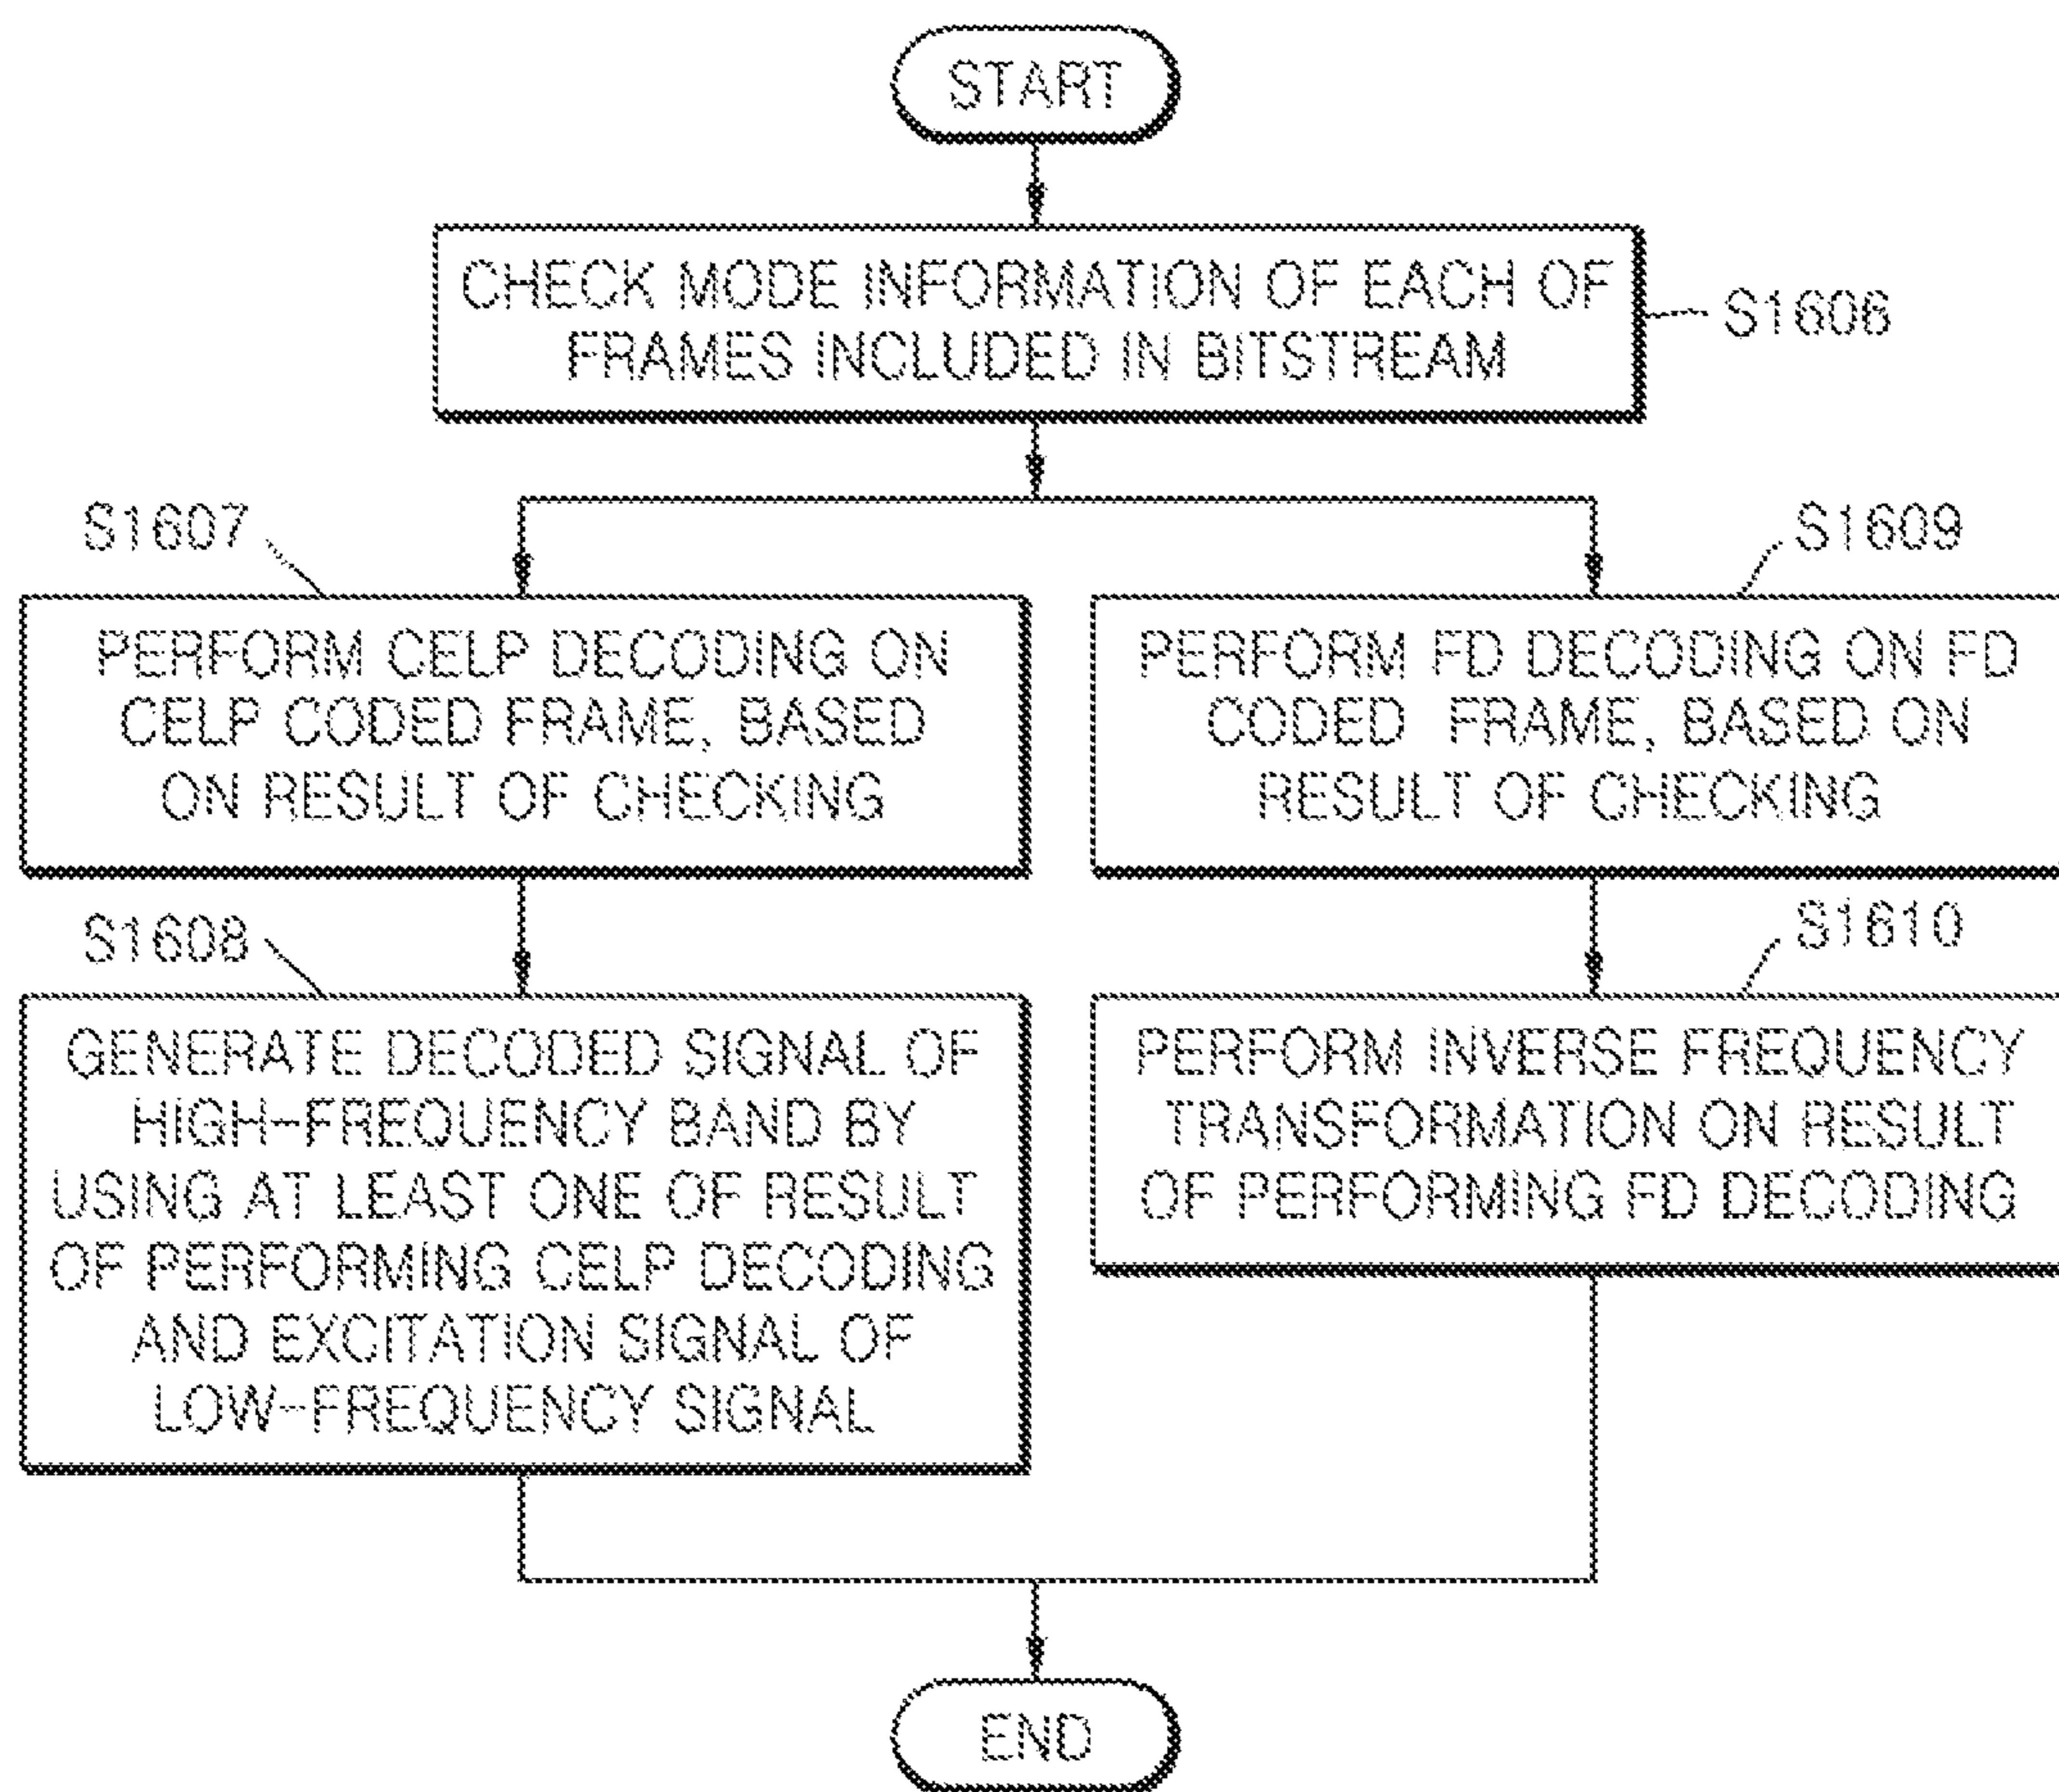 START
CHECK MODE INFORMATION OF EACH OF
FRAMES INCLUDED IN BITSTREAM
S1606
S1607
PERFORM CELP DECODING ON
CELP CODED FRAME, BASED
ON RESULT OF CHECKING
S1609
PERFORM FD DECODING ON FD
CODED FRAME, BASED ON
RESULT OF CHECKING
S1608
GENERATE DECODED SIGNAL OF
HIGH-FREQUENCY BAND BY
USING AT LEAST ONE OF RESULT
OF PERFORMING CELP DECODING
AND EXCITATION SIGNAL OF
LOW-FREQUENCY SIGNAL
S1610
PERFORM INVERSE FREQUENCY
TRANSFORMATION ON RESULT
OF PERFORMING FD DECODING
END